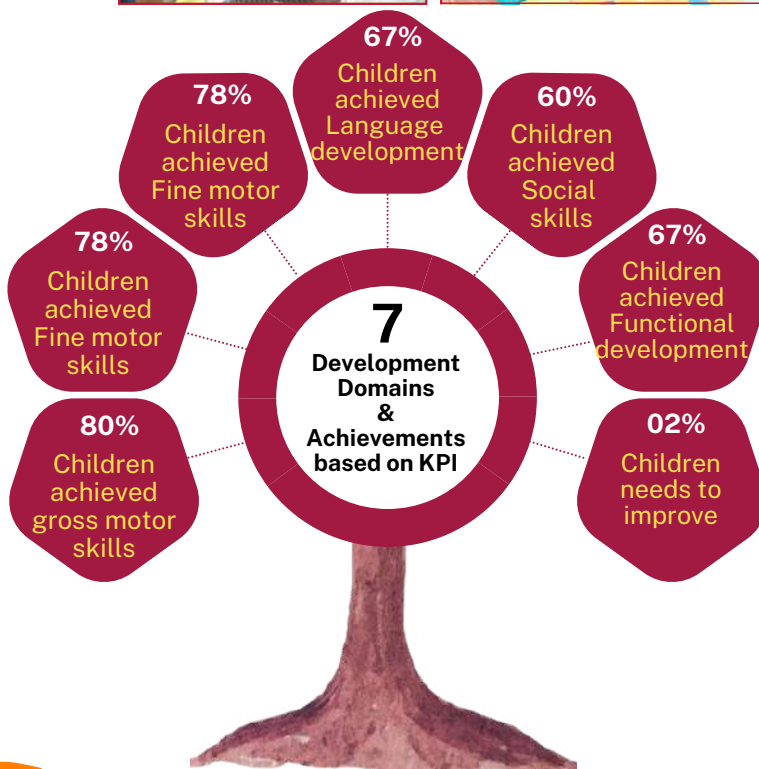 67%
Children
achieved
Language
development
78%
Children
achieved
Fine motor
skills
60%
Children
achieved
Social
skills
78%
Children
achieved
Fine motor
skills
67%
Children
achieved
Functional
development
7
Development
Domains
&
Achievements
based on KPI
80%
Children
achieved
gross motor
skills
02%
Children
needs to
improve